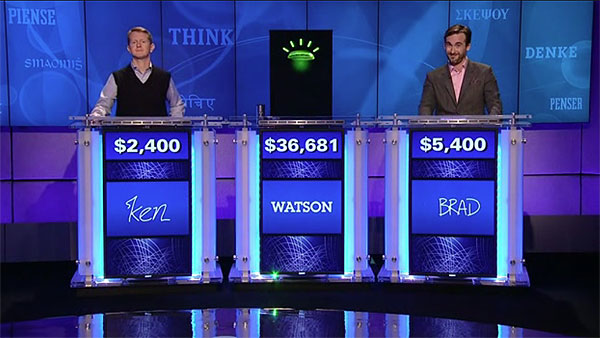 PIENSE
THINK
ΣΚΕΨΟΥ
DENKE
PENSER
$2,400
$36,681
$5,400
Ken
WATSON
BRAD